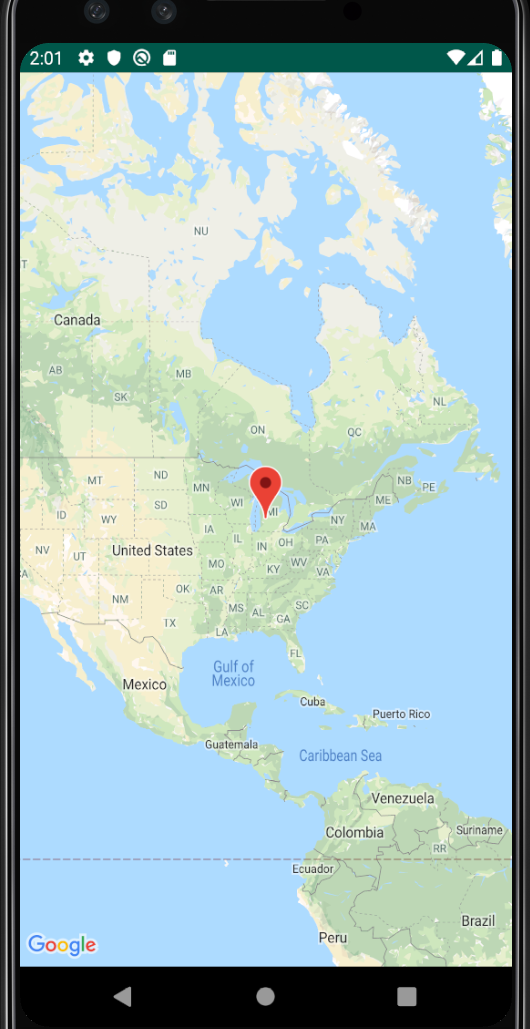 2:01
NU
T
Canada
AB
SK
MB
ON
QC
NL
NB
PE
ME
MT
ND
MN
WI
MI
ID
WY
SD
NY
MA
NV
UT
United States
IA
IL
IN
OH
PA
MO
KY
WV
VA
CA
NM
OK
AR
TX
MS
AL
GA
SC
LA
FL
Gulf of
Mexico
Mexico
Cuba
Puerto Rico
Guatemala
Caribbean Sea
Venezuela
Colombia
Suriname
RR
Ecuador
Brazil
Peru
Google